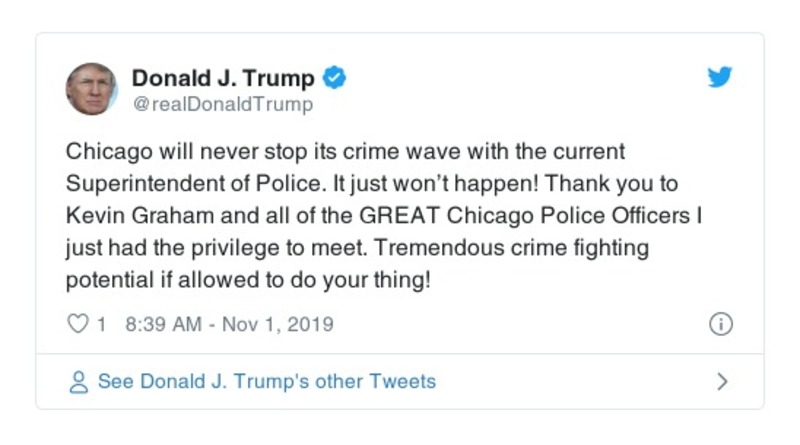 Donald J. Trump
@realDonaldTrump
Chicago will never stop its crime wave with the current
Superintendent of Police. It just won’t happen! Thank you to
Kevin Graham and all of the GREAT Chicago Police Officers I
just had the privilege to meet. Tremendous crime fighting
potential if allowed to do your thing!
1 8:39 AM - Nov 1, 2019
See Donald J. Trump's other Tweets